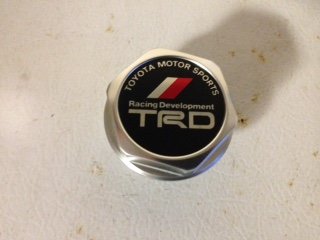 TOYOTA MOTOR SPORTS
Racing Development
TRD